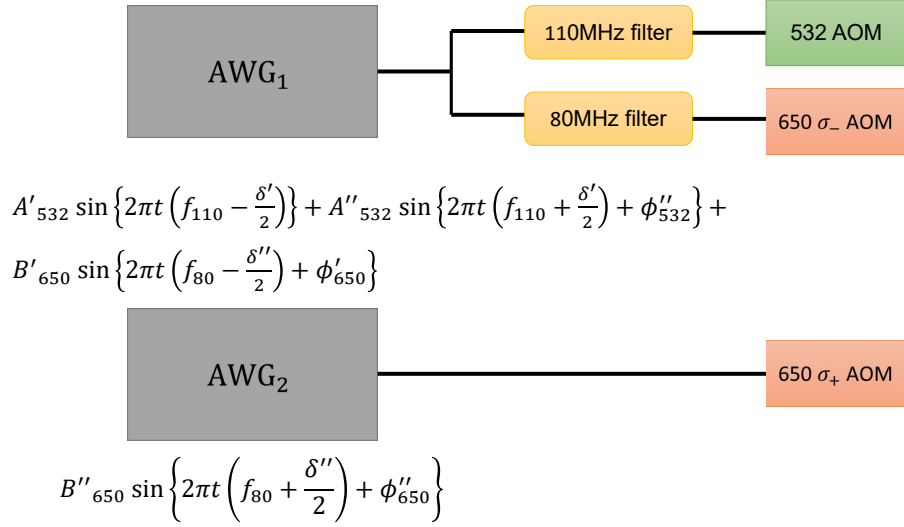 110MHz filter
532 AOM
AWG₁
80MHz filter
650 σ₋ AOM
A′₅₃₂ sin{2πt(f₁₁₀ − δ′/2)} + A′′₅₃₂ sin{2πt(f₁₁₀ + δ′/2) + ϕ′′₅₃₂} +
B′₆₅₀ sin{2πt(f₈₀ − δ′′/2) + ϕ′₆₅₀}
AWG₂
650 σ₊ AOM
B′′₆₅₀ sin{2πt(f₈₀ + δ′′/2) + ϕ′′₆₅₀}